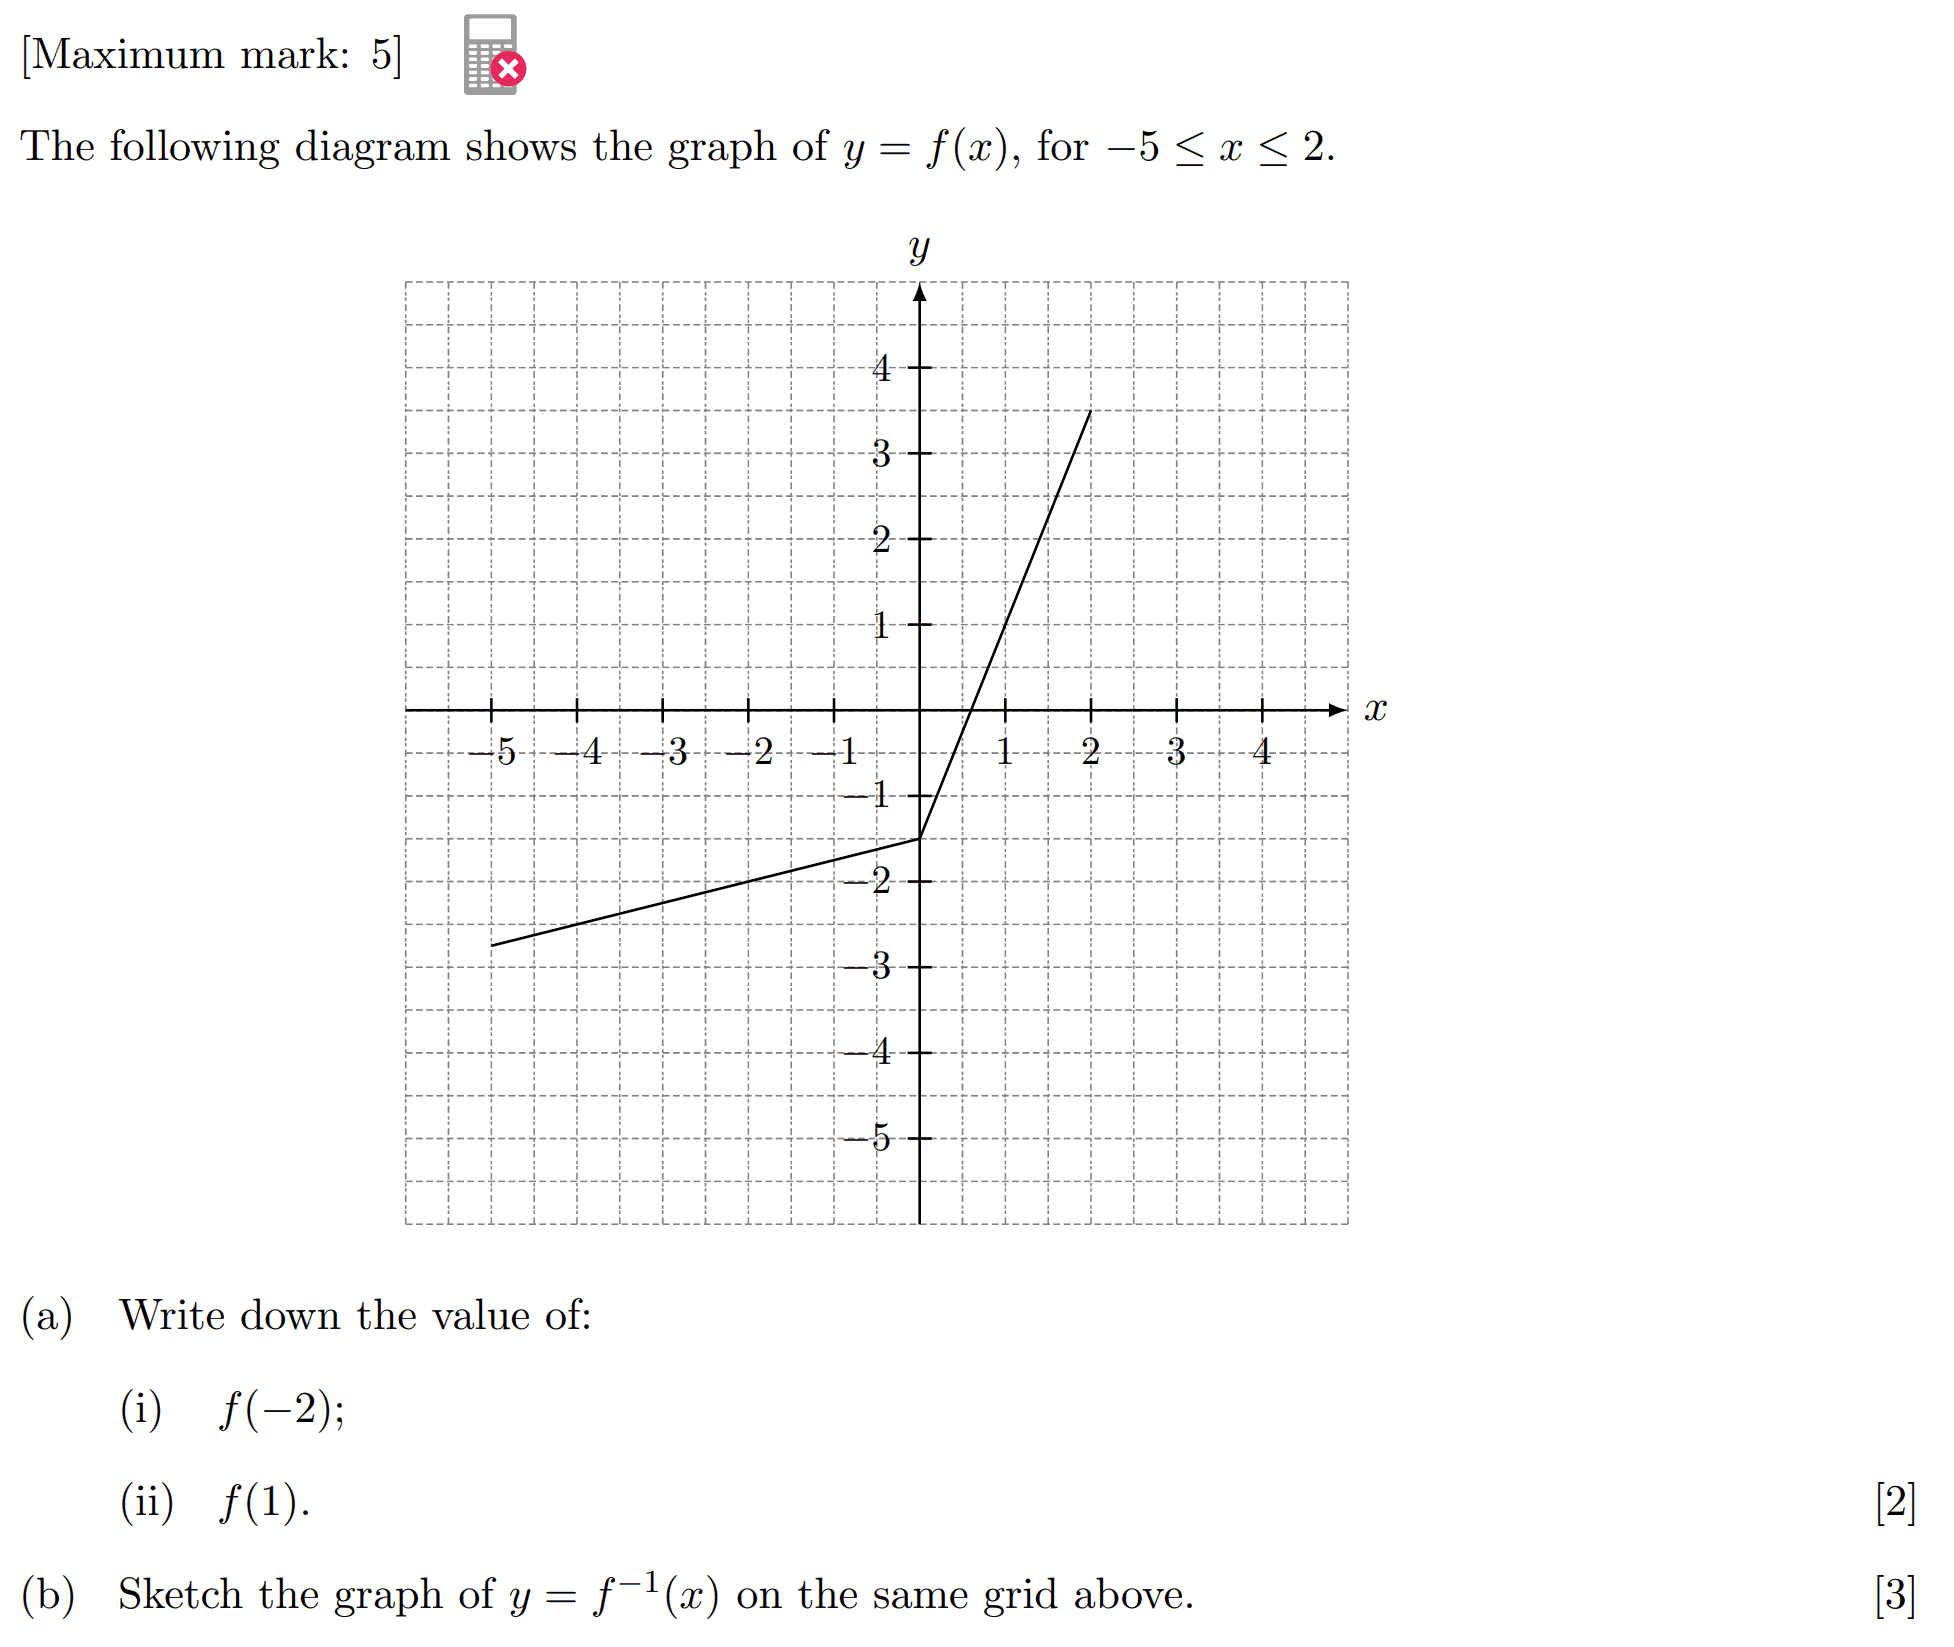 [Maximum mark: 5]
The following diagram shows the graph of y = f(x), for −5 ≤ x ≤ 2.
y
4
3
2
1
x
−5 −4 −3 −2 −1 1 2 3 4
−1
−2
−3
−4
−5
(a) Write down the value of:
(i) f(−2);
(ii) f(1). [2]
(b) Sketch the graph of y = f⁻¹(x) on the same grid above. [3]